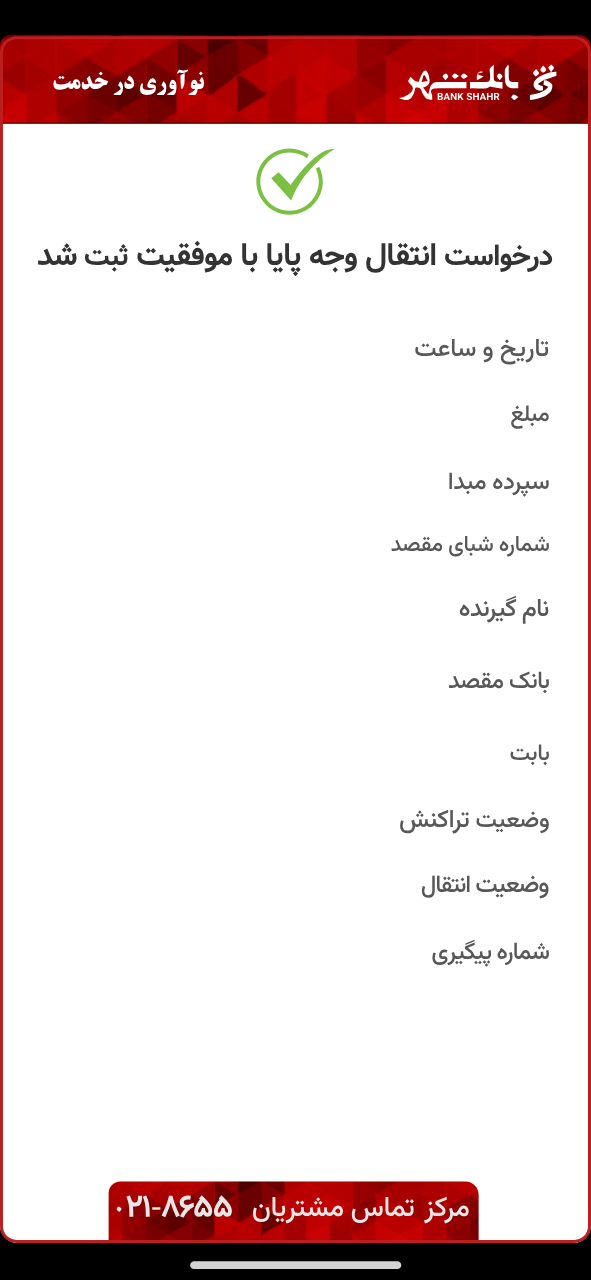 بانک شهر
BANK SHAHR
نوآوری در خدمت
درخواست انتقال وجه پایا با موفقیت ثبت شد
تاریخ و ساعت
مبلغ
سپرده مبدا
شماره شبای مقصد
نام گیرنده
بانک مقصد
بابت
وضعیت تراکنش
وضعیت انتقال
شماره پیگیری
مرکز تماس مشتریان ۰۲۱-۸۶۵۵